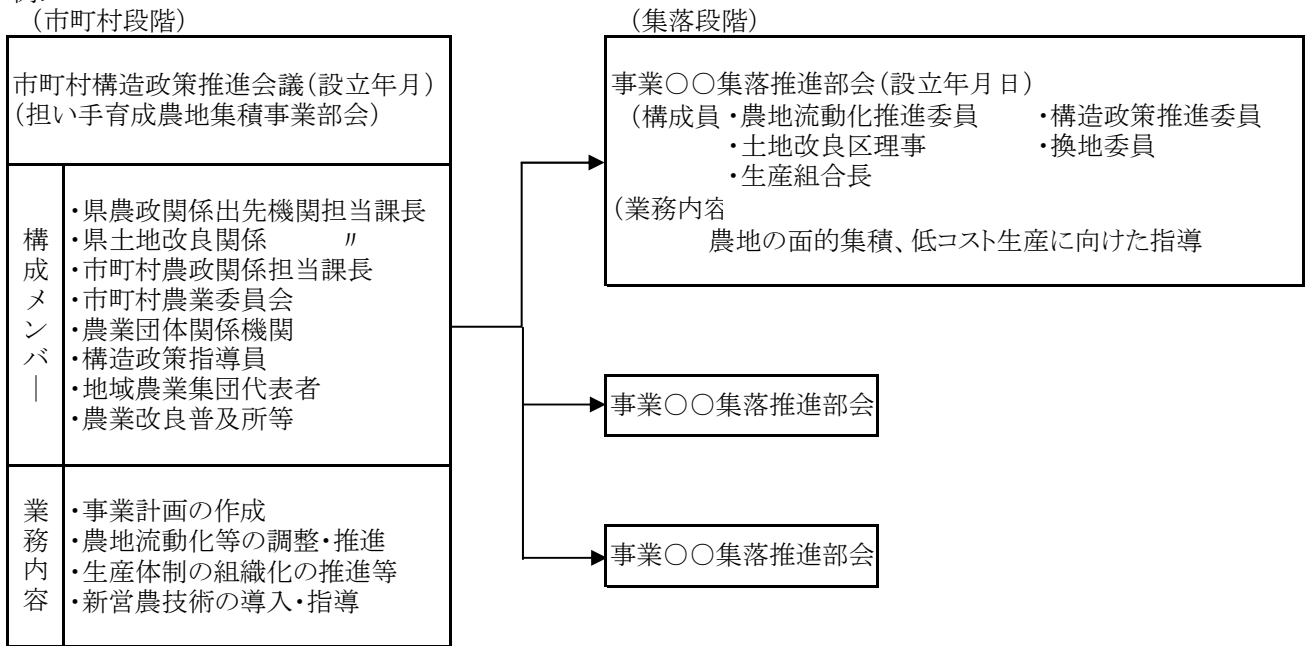 (市町村段階)
市町村構造政策推進会議(設立年月)
(担い手育成農地集積事業部会)
構成メンバー
・県農政関係出先機関担当課長
・県土地改良関係 〃
・市町村農政関係担当課長
・市町村農業委員会
・農業団体関係機関
・構造政策指導員
・地域農業集団代表者
・農業改良普及所等
業務内容
・事業計画の作成
・農地流動化等の調整・推進
・生産体制の組織化の推進等
・新営農技術の導入・指導
(集落段階)
事業○○集落推進部会(設立年月日)
(構成員・農地流動化推進委員 ・構造政策推進委員
・土地改良区理事 ・換地委員
・生産組合長
(業務内容
農地の面的集積、低コスト生産に向けた指導
事業○○集落推進部会
事業○○集落推進部会